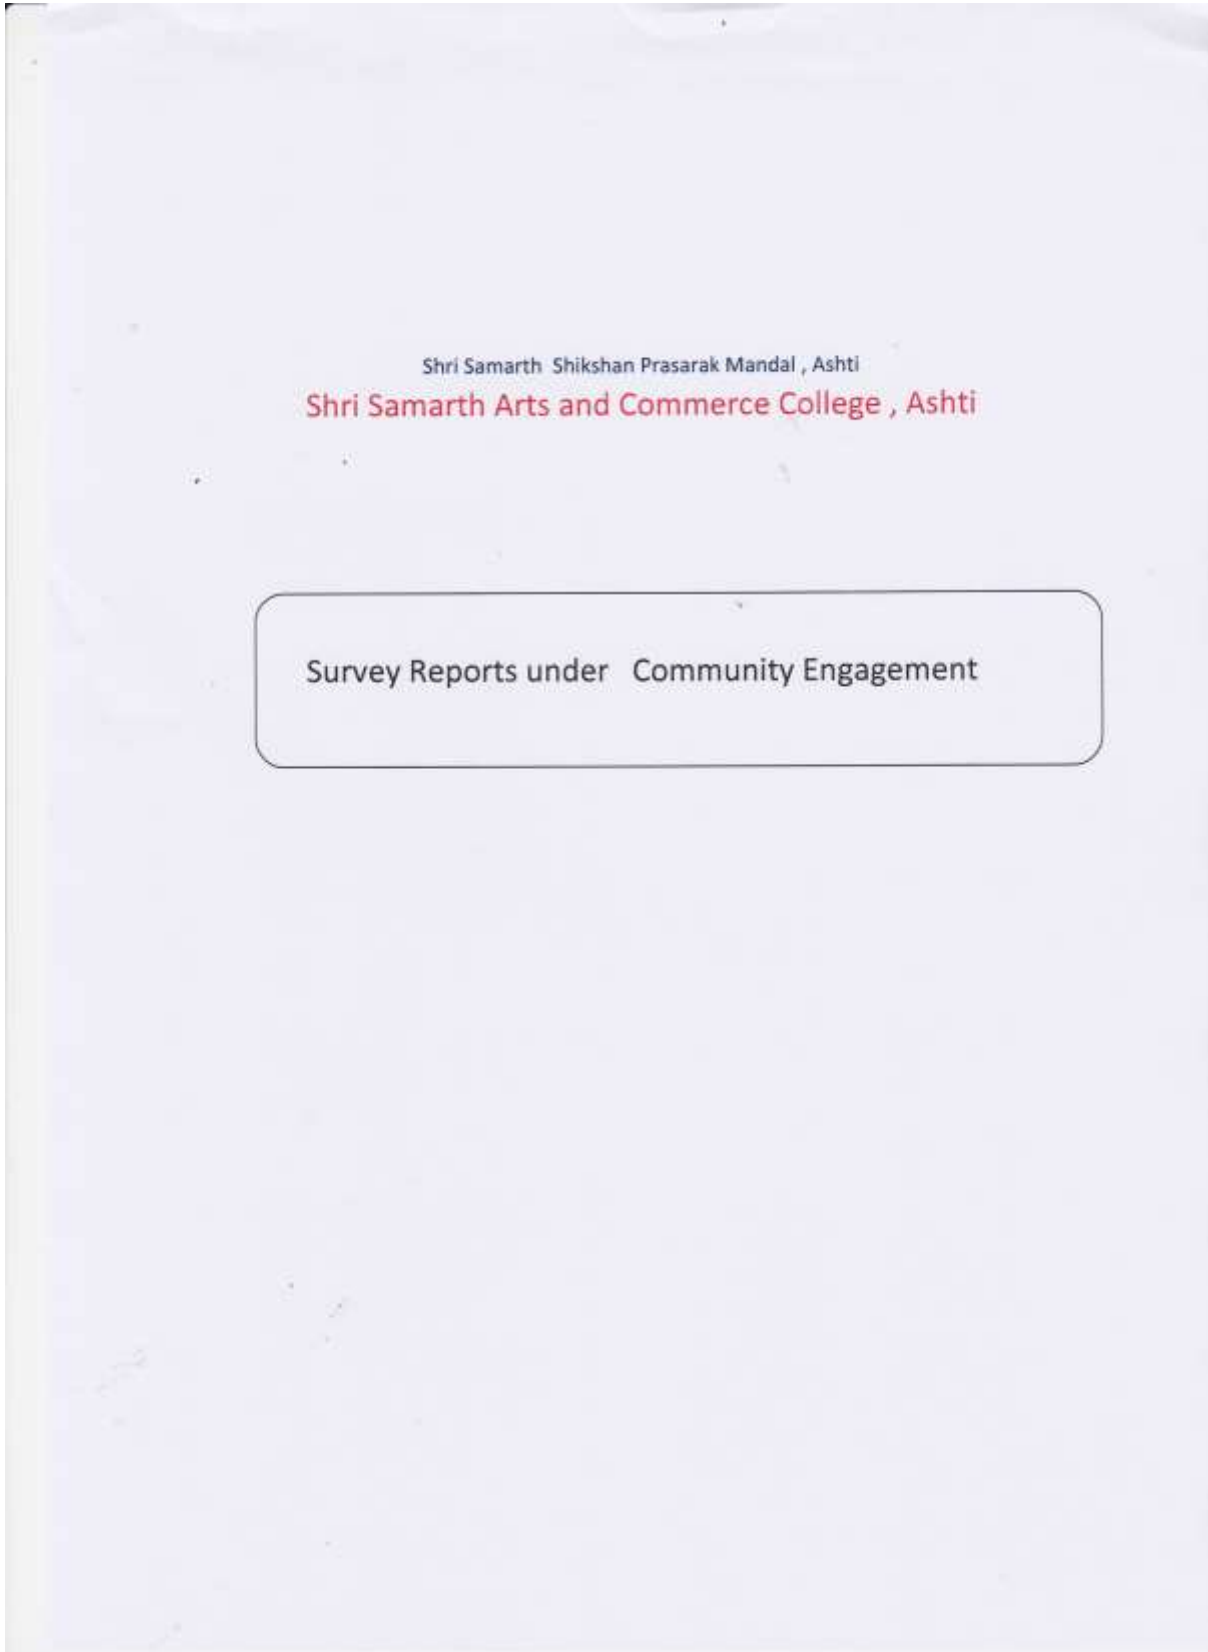 Shri Samarth Shikshan Prasarak Mandal , Ashti
Shri Samarth Arts and Commerce College , Ashti
Survey Reports under Community Engagement